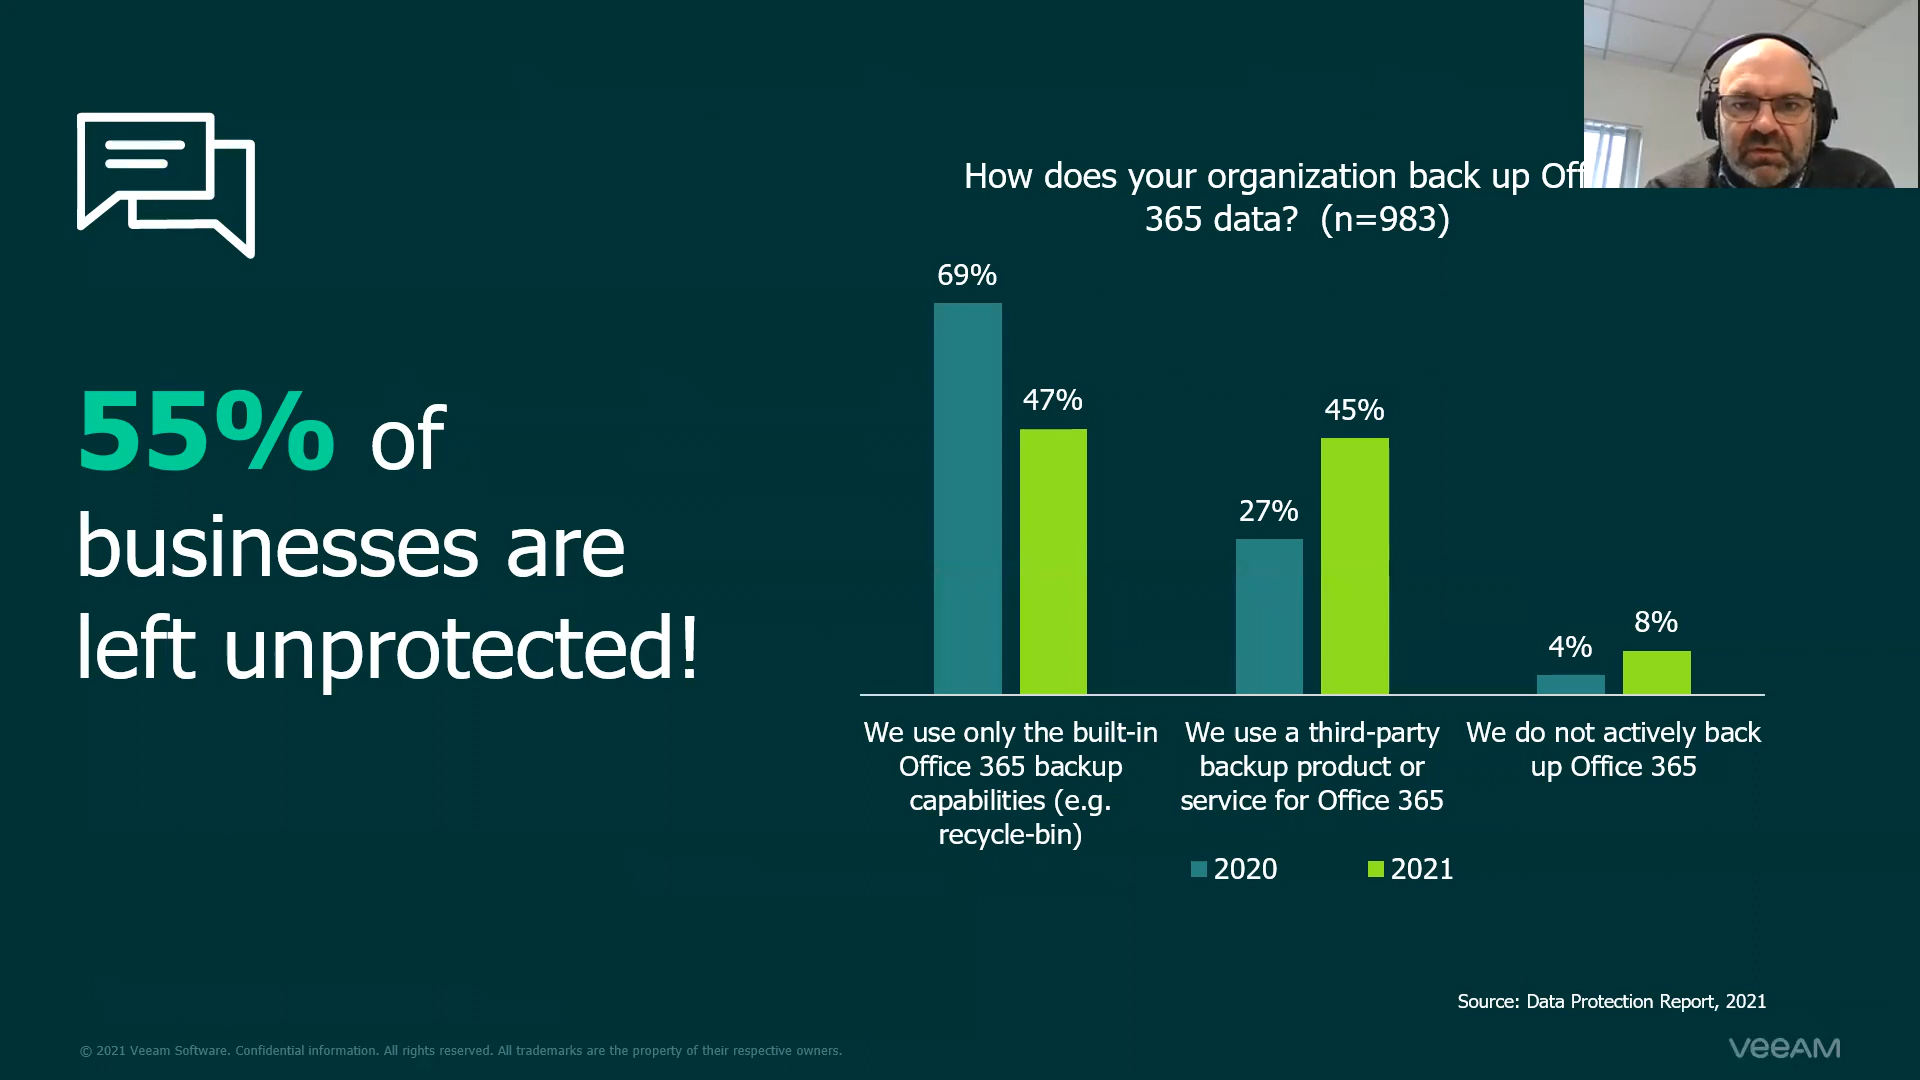 How does your organization back up Off
365 data? (n=983)
55% of
businesses are
left unprotected!
69%
47%
27%
45%
4%
8%
We use only the built-in
Office 365 backup
capabilities (e.g.
recycle-bin)
We use a third-party
backup product or
service for Office 365
We do not actively back
up Office 365
2020
2021
Source: Data Protection Report, 2021
© 2021 Veeam Software. Confidential information. All rights reserved. All trademarks are the property of their respective owners.
veeAM